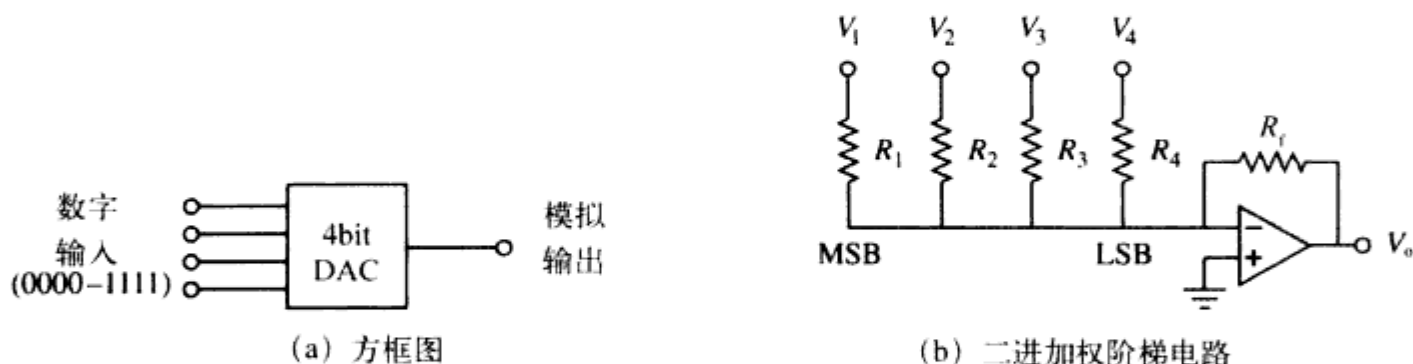 数字
输入
(0000-1111)
4bit
DAC
模拟
输出
(a) 方框图
V₁ V₂ V₃ V₄
R₁ R₂ R₃ R₄ R_f
MSB LSB
−
+
Vₒ
(b) 二进加权阶梯电路